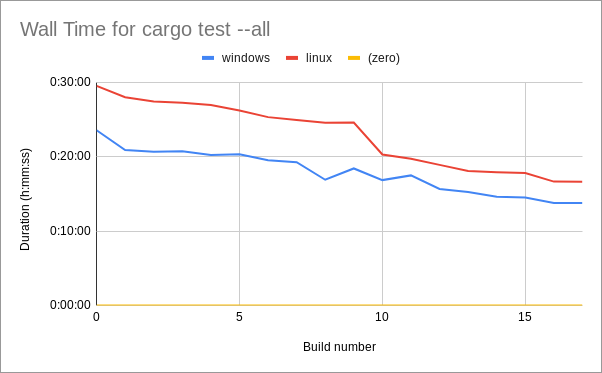 Wall Time for cargo test --all
windows linux (zero)
Duration (h:mm:ss)
0:30:00
0:20:00
0:10:00
0:00:00
0 5 10 15
Build number